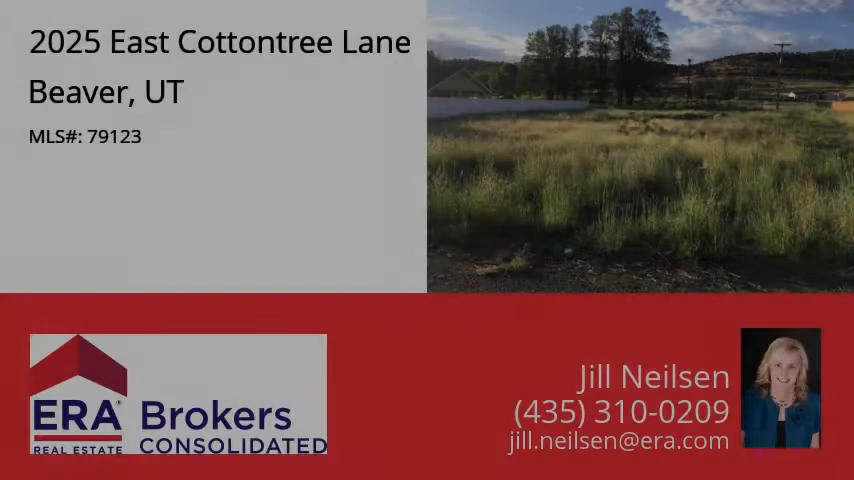 2025 East Cottontree Lane
Beaver, UT
MLS#: 79123
ERA® Brokers
REAL ESTATE CONSOLIDATED
Jill Neilsen
(435) 310-0209
jill.neilsen@era.com